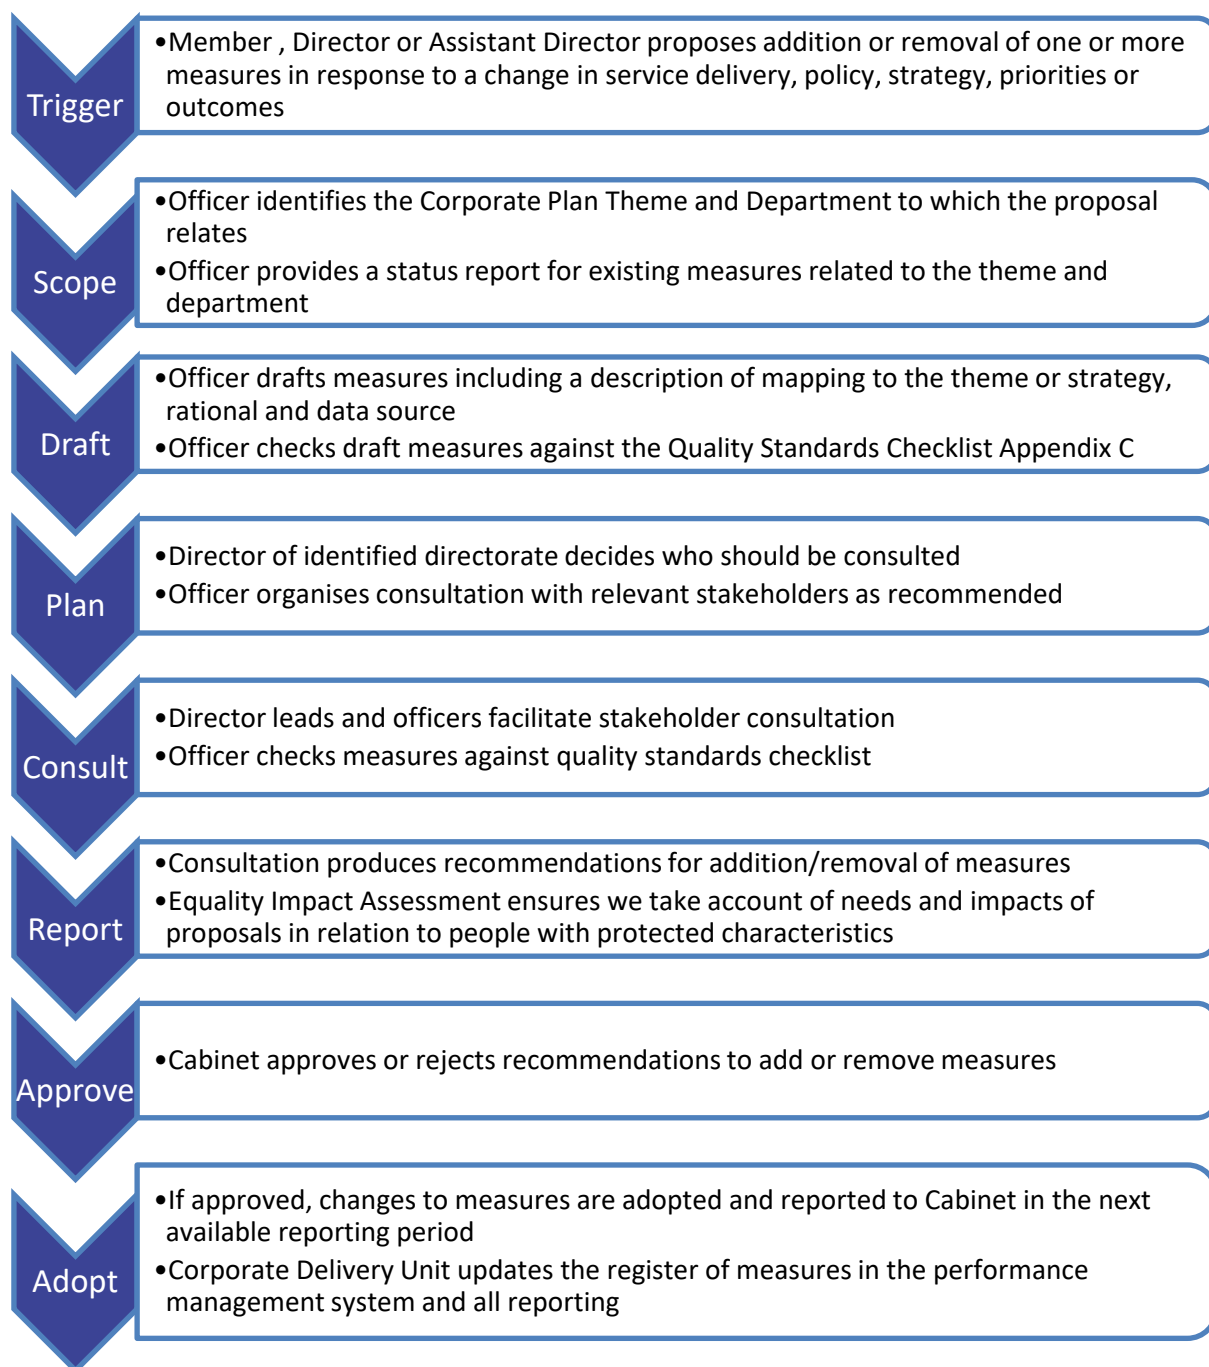 Trigger
•Member , Director or Assistant Director proposes addition or removal of one or more
measures in response to a change in service delivery, policy, strategy, priorities or
outcomes
Scope
•Officer identifies the Corporate Plan Theme and Department to which the proposal
relates
•Officer provides a status report for existing measures related to the theme and
department
Draft
•Officer drafts measures including a description of mapping to the theme or strategy,
rational and data source
•Officer checks draft measures against the Quality Standards Checklist Appendix C
Plan
•Director of identified directorate decides who should be consulted
•Officer organises consultation with relevant stakeholders as recommended
Consult
•Director leads and officers facilitate stakeholder consultation
•Officer checks measures against quality standards checklist
Report
•Consultation produces recommendations for addition/removal of measures
•Equality Impact Assessment ensures we take account of needs and impacts of
proposals in relation to people with protected characteristics
Approve
•Cabinet approves or rejects recommendations to add or remove measures
Adopt
•If approved, changes to measures are adopted and reported to Cabinet in the next
available reporting period
•Corporate Delivery Unit updates the register of measures in the performance
management system and all reporting